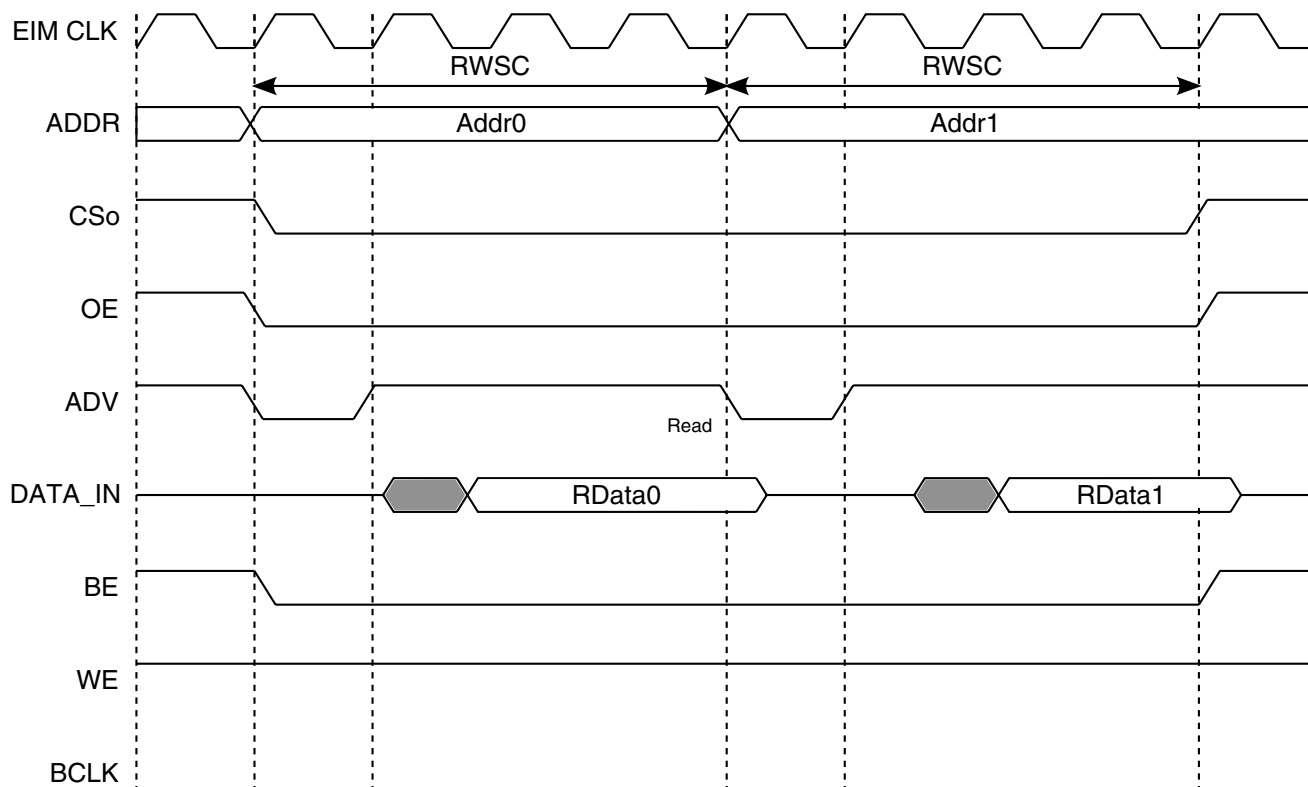 EIM CLK
RWSC
RWSC
ADDR
Addr0
Addr1
CSo
OE
ADV
Read
DATA_IN
RData0
RData1
BE
WE
BCLK